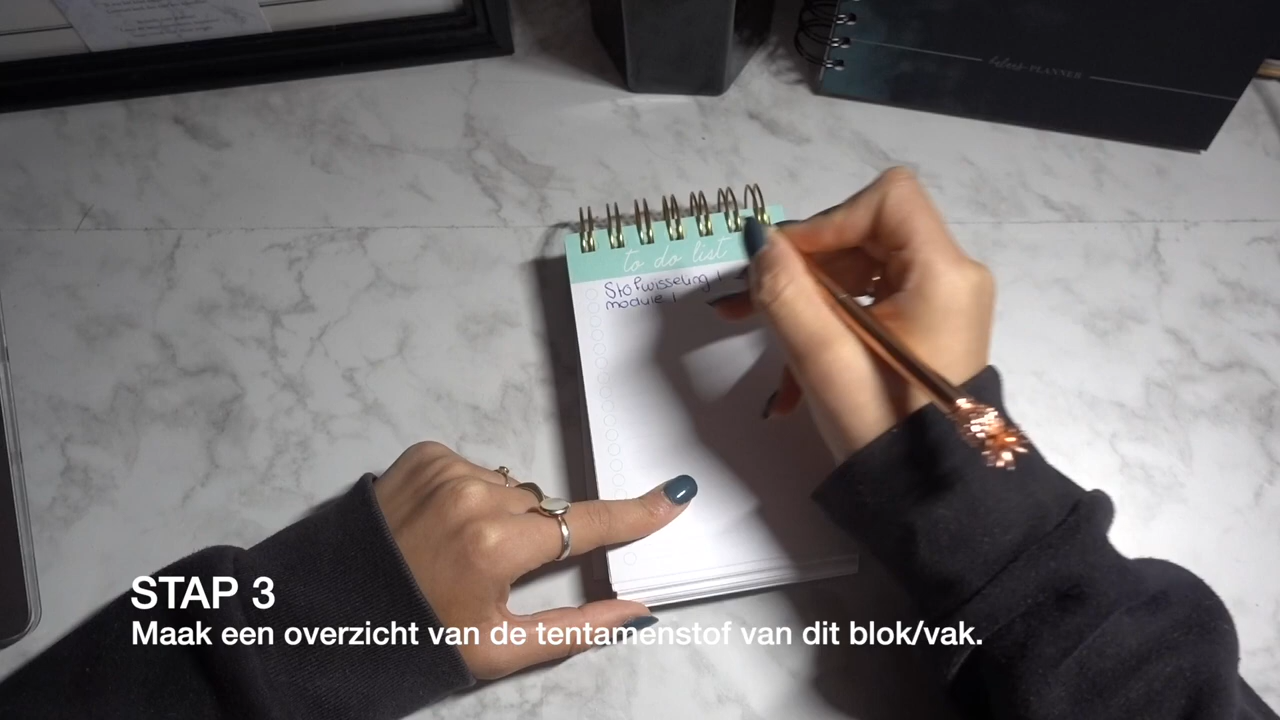 PLANNER
to do list
Stofwisseling 1
module 1
STAP 3
Maak een overzicht van de tentamenstof van dit blok/vak.